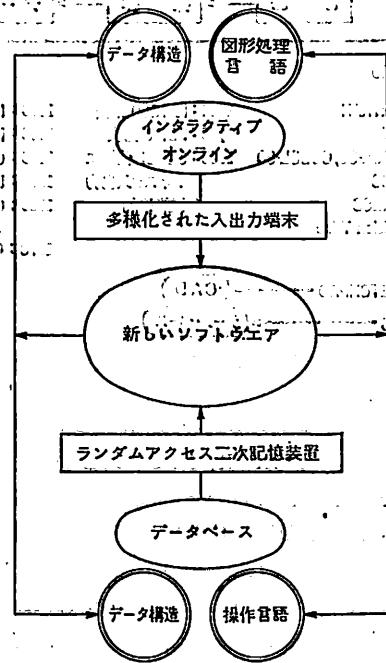 データ構造
図形処理
言語
インタラクティブ
オンライン
多様化された入出力端末
新しいソフトウエア
ランダムアクセス二次記憶装置
データベース
データ構造
操作言語